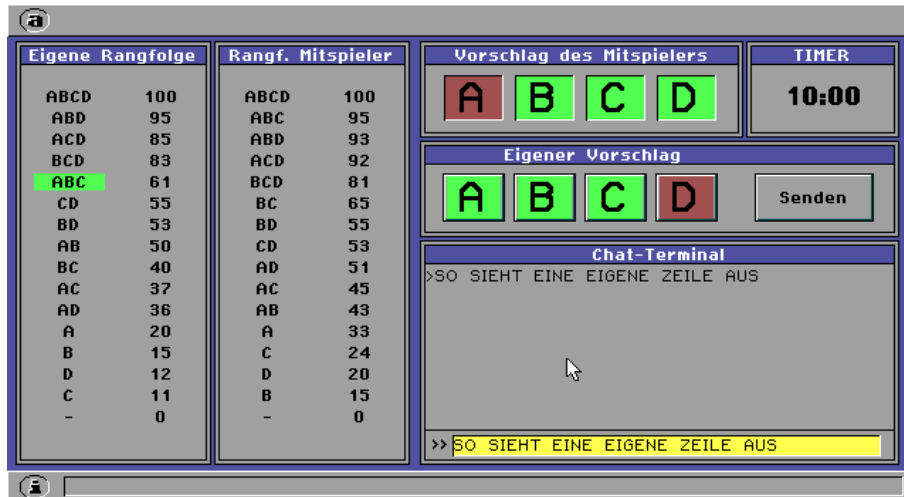 a
Eigene Rangfolge
ABCD 100
ABD 95
ACD 85
BCD 83
ABC 61
CD 55
BD 53
AB 50
BC 40
AC 37
AD 36
A 20
B 15
D 12
C 11
- 0
Rangf. Mitspieler
ABCD 100
ABC 95
ABD 93
ACD 92
BCD 81
BC 65
BD 55
CD 53
AD 51
AC 45
AB 43
A 33
C 24
D 20
B 15
- 0
Vorschlag des Mitspielers
A B C D
TIMER
10:00
Eigener Vorschlag
A B C D
Senden
Chat-Terminal
>SO SIEHT EINE EIGENE ZEILE AUS
>> SO SIEHT EINE EIGENE ZEILE AUS
i